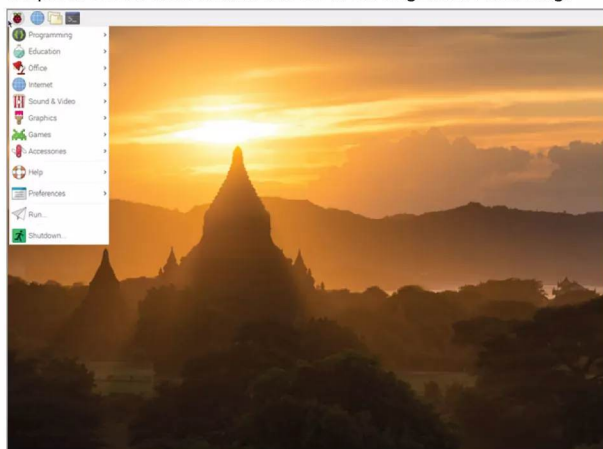 Programming
Education
Office
Internet
Sound & Video
Graphics
Games
Accessories
Help
Preferences
Run...
Shutdown...